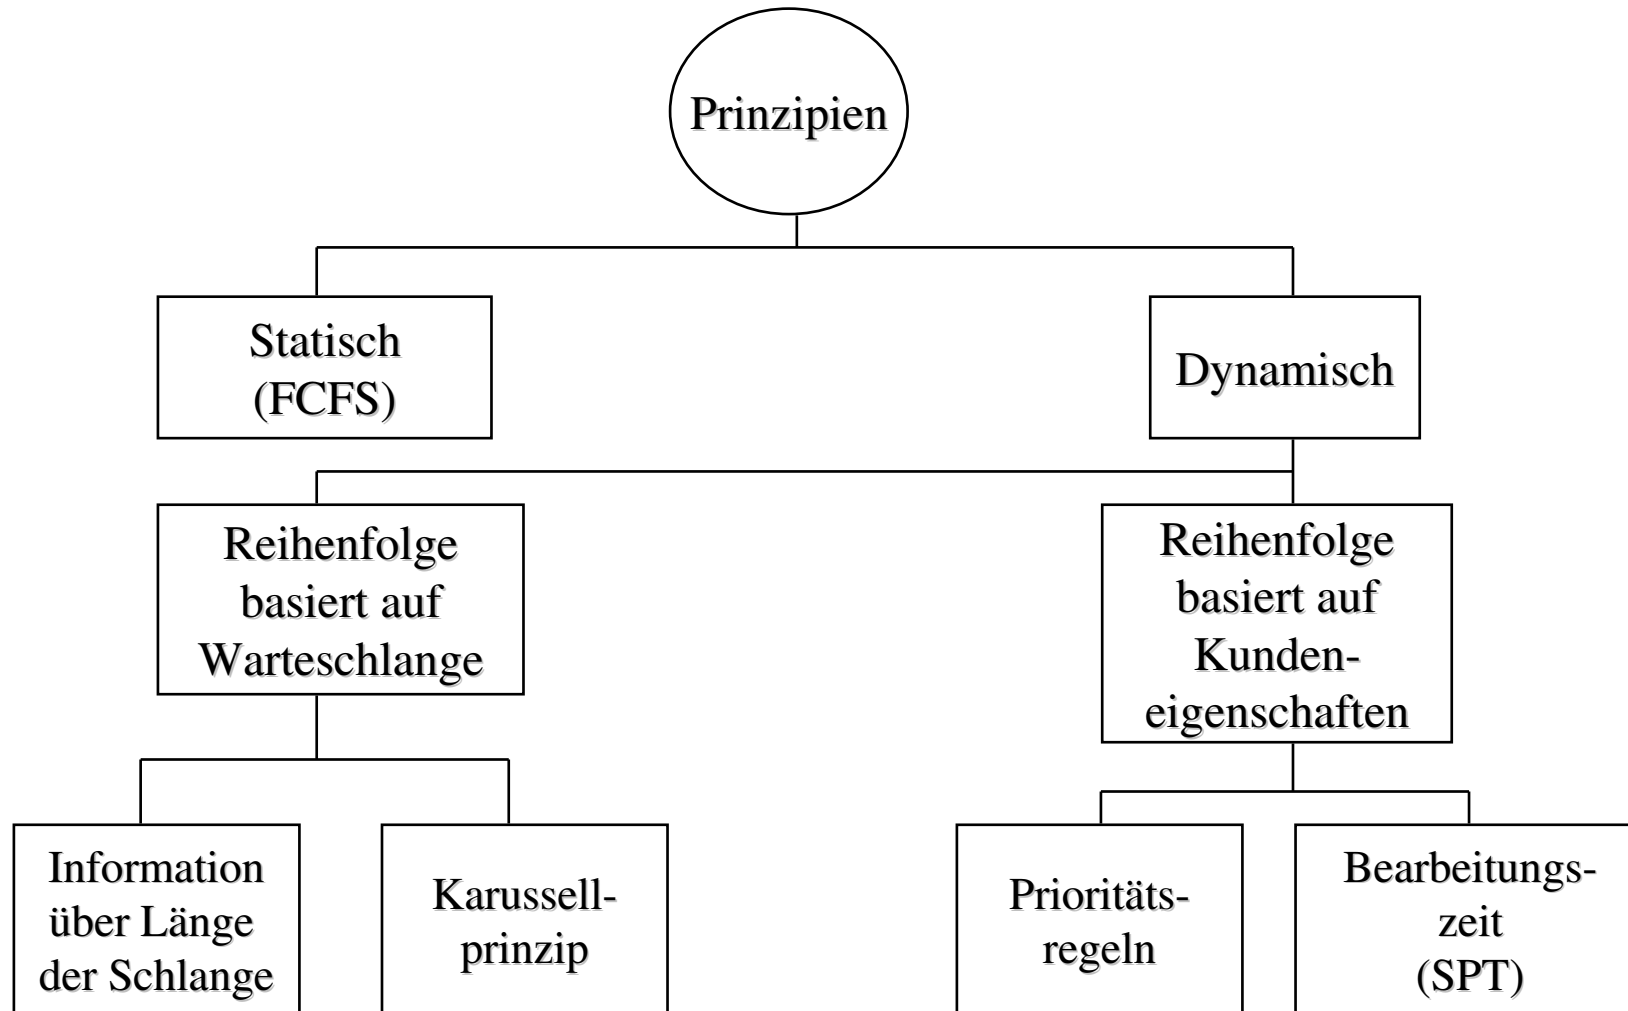 Prinzipien
Statisch
(FCFS)
Dynamisch
Reihenfolge
basiert auf
Warteschlange
Reihenfolge
basiert auf
Kunden-
eigenschaften
Information
über Länge
der Schlange
Karussell-
prinzip
Prioritäts-
regeln
Bearbeitungs-
zeit
(SPT)